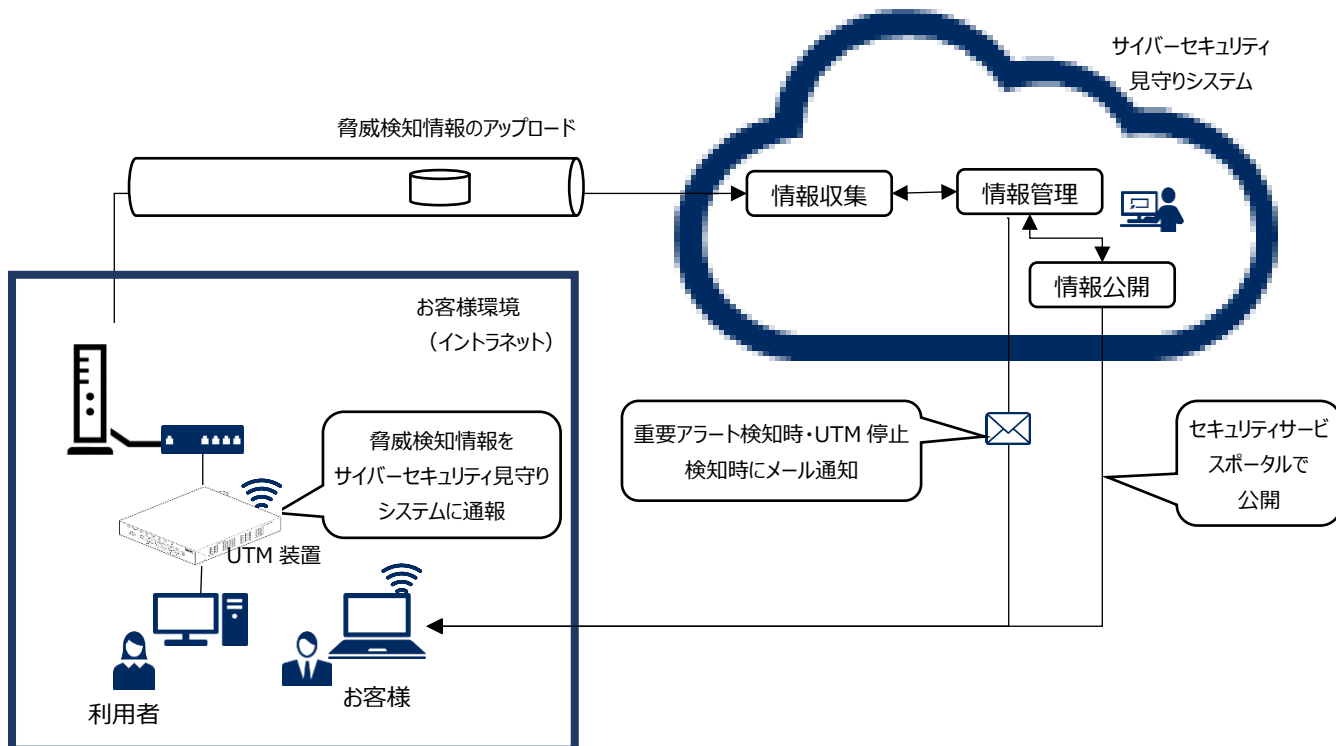 サイバーセキュリティ
見守りシステム
脅威検知情報のアップロード
情報収集
情報管理
情報公開
お客様環境
（イントラネット）
脅威検知情報を
サイバーセキュリティ見守り
システムに通報
UTM 装置
利用者
お客様
重要アラート検知時・UTM 停止
検知時にメール通知
セキュリティサービ
スポータルで
公開